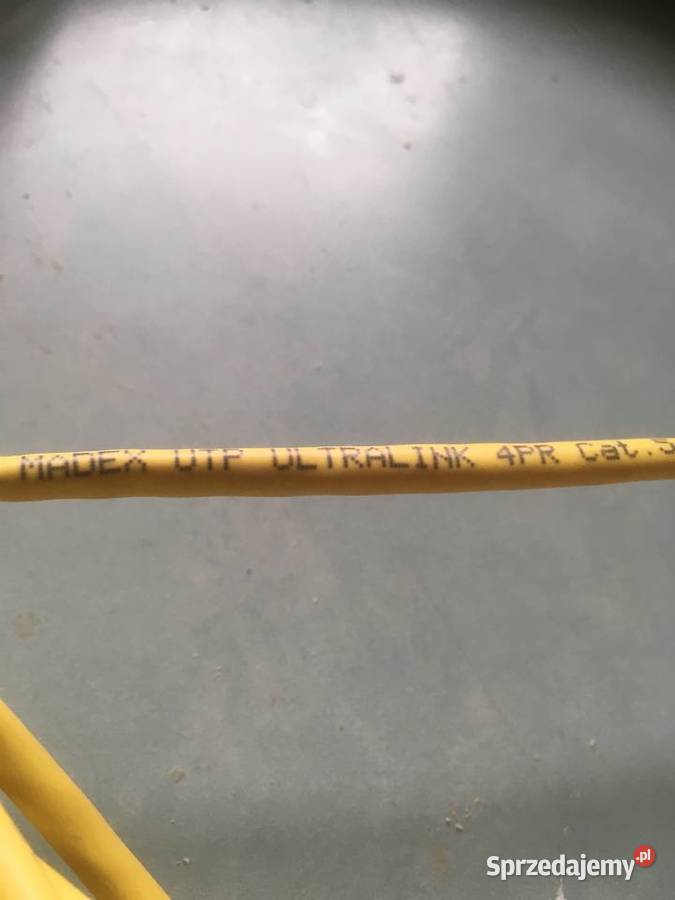 MADEX UTP ULTRALINK 4PR Cat.5
Sprzedajemy.pl